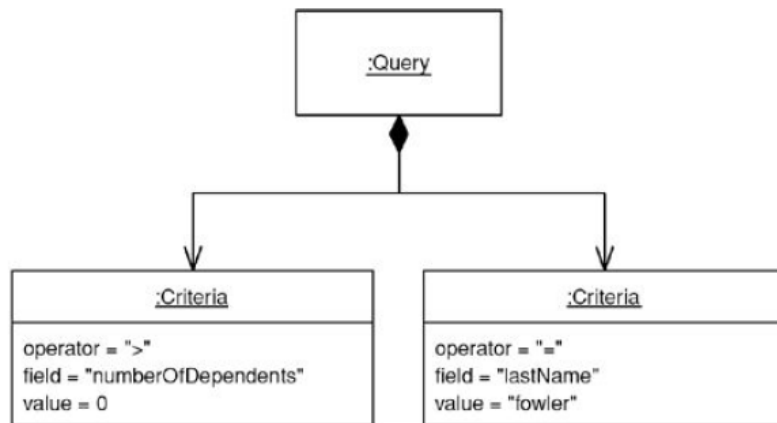 :Query
:Criteria
operator = ">"
field = "numberOfDependents"
value = 0
:Criteria
operator = "="
field = "lastName"
value = "fowler"